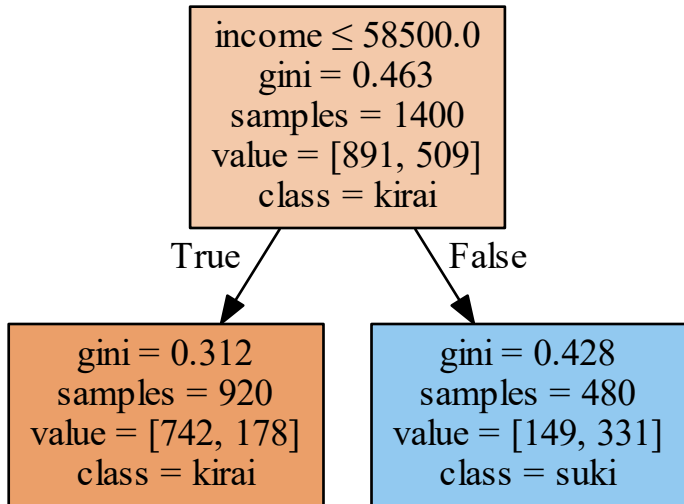 income ≤ 58500.0
gini = 0.463
samples = 1400
value = [891, 509]
class = kirai
True
False
gini = 0.312
samples = 920
value = [742, 178]
class = kirai
gini = 0.428
samples = 480
value = [149, 331]
class = suki